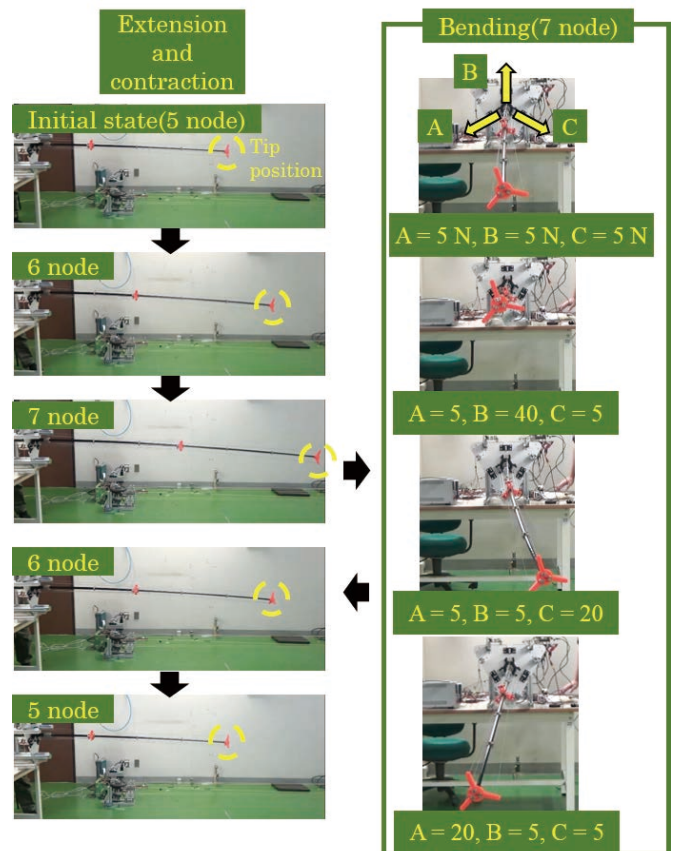 Extension
and
contraction
Initial state(5 node)
Tip
position
6 node
7 node
6 node
5 node
Bending(7 node)
B
A
C
A = 5 N, B = 5 N, C = 5 N
A = 5, B = 40, C = 5
A = 5, B = 5, C = 20
A = 20, B = 5, C = 5